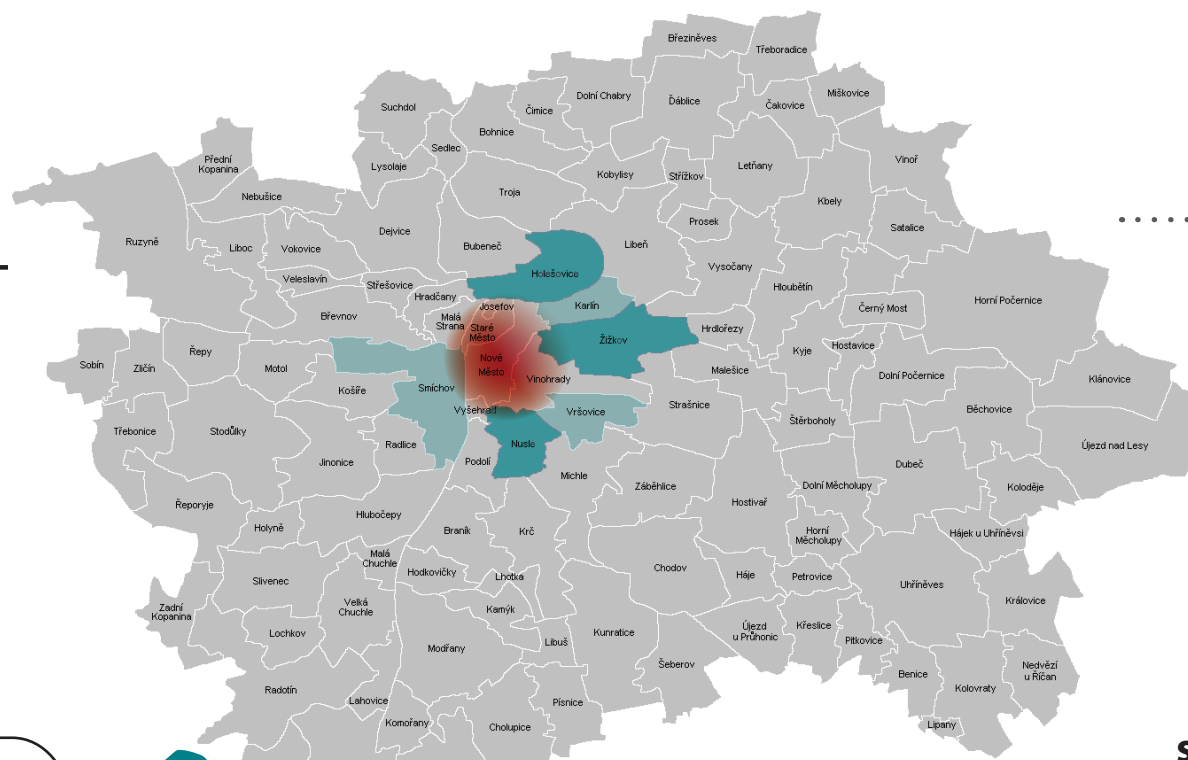 Březiněves
Třeboradice
Miškovice
Dolní Chabry
Ďáblice
Čakovice
Suchdol
Čimice
Bohnice
Sedlec
Přední
Kopanina
Lysolaje
Kobylisy
Střížkov
Letňany
Vinoř
Nebušice
Troja
Kbely
Prosek
Satalice
Ruzyně
Liboc
Vokovice
Dejvice
Bubeneč
Libeň
Vysočany
Veleslavín
Střešovice
Holešovice
Hloubětín
Horní Počernice
Hradčany
Josefov
Karlín
Černý Most
Břevnov
Malá
Strana
Staré
Město
Žižkov
Hrdlořezy
Hostavice
Sobín
Zličín
Řepy
Motol
Nové
Město
Vinohrady
Malešice
Kyje
Dolní Počernice
Klánovice
Košíře
Smíchov
Vyšehrad
Vršovice
Strašnice
Štěrboholy
Běchovice
Třebonice
Stodůlky
Radlice
Nusle
Újezd nad Lesy
Jinonice
Podolí
Michle
Záběhlice
Dubeč
Dolní Měcholupy
Koloděje
Řeporyje
Hlubočepy
Hostivař
Holyně
Braník
Krč
Horní
Měcholupy
Hájek u Uhříněvsi
Malá
Chuchle
Hodkovičky
Lhotka
Chodov
Háje
Petrovice
Uhříněves
Slivenec
Královice
Zadní
Kopanina
Velká
Chuchle
Kamýk
Lochkov
Libuš
Kunratice
Újezd
u Průhonic
Křeslice
Pitkovice
Modřany
Šeberov
Benice
Nedvězí
u Říčan
Radotín
Lahovice
Písnice
Kolovraty
Komořany
Cholupice
Lipany
S